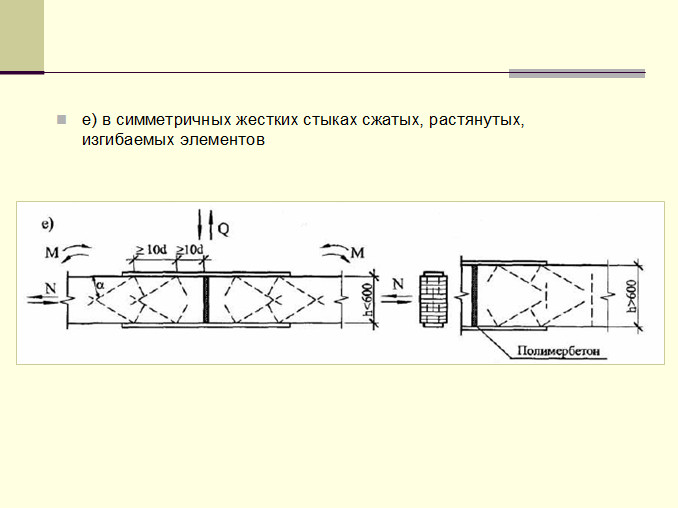 е) в симметричных жестких стыках сжатых, растянутых,
изгибаемых элементов
е)
Q
M
≥10d
≥10d
M
N
α
h<600
N
h>600
Полимербетон